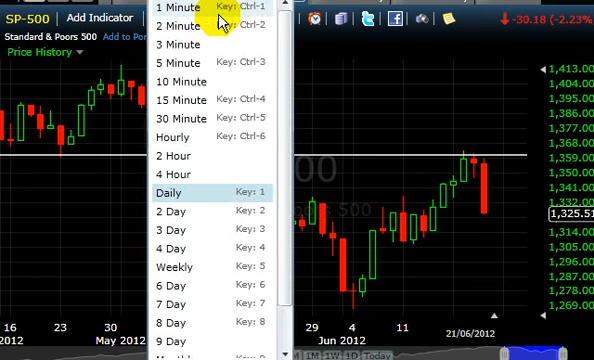 SP-500
Add Indicator
-30.18 (-2.23%
Standard & Poors 500
Add to Por
Price History
1 Minute Key: Ctrl-1
2 Minute Key: Ctrl-2
3 Minute
5 Minute Key: Ctrl-3
10 Minute
15 Minute Key: Ctrl-4
30 Minute Key: Ctrl-5
Hourly Key: Ctrl-6
2 Hour
4 Hour
Daily Key: 1
2 Day Key: 2
3 Day Key: 3
4 Day Key: 4
Weekly Key: 5
6 Day Key: 6
7 Day Key: 7
8 Day Key: 8
9 Day
00
oors 500
1,413.00
1,404.00
1,395.00
1,386.00
1,377.00
1,368.00
1,359.00
1,350.00
1,341.00
1,332.00
1,325.51
1,314.00
1,305.00
1,296.00
1,287.00
1,278.00
1,269.00
16 23 30
May 2012
29 4 11
Jun 2012
21/06/2012
1M 1W 1D Today